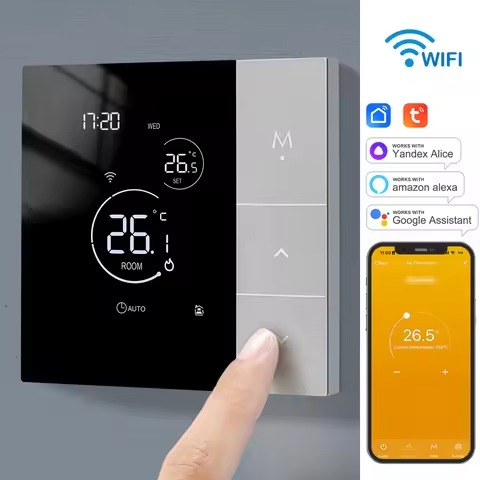 WIFI
17:20
WED
26.5 °C
SET
M
26.1 °C
ROOM
AUTO
WORKS WITH
Yandex Alice
WORKS WITH
amazon alexa
WORKS WITH
Google Assistant
26.5°C
M